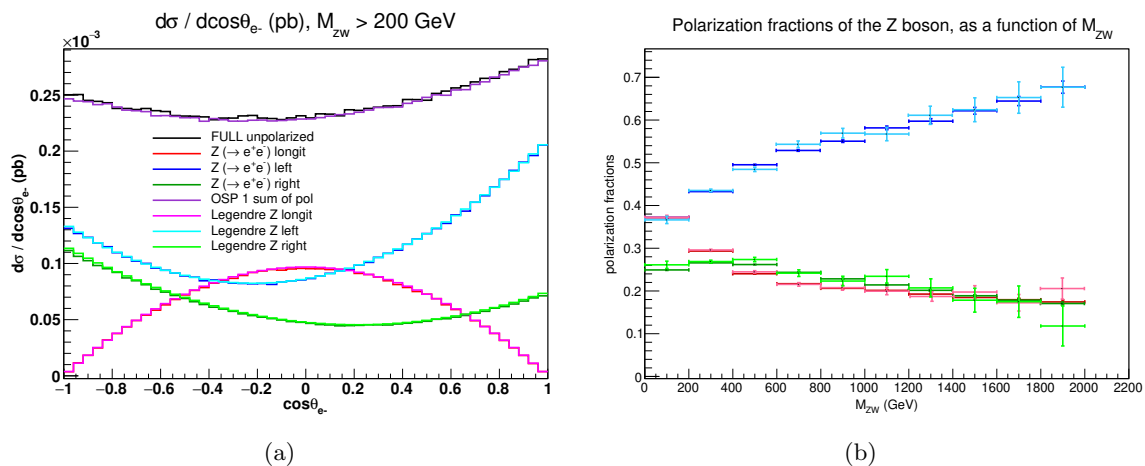 dσ / dcosθe- (pb), MZW > 200 GeV
×10⁻³
dσ / dcosθe- (pb)
0.25
0.2
0.15
0.1
0.05
0
FULL unpolarized
Z (→ e⁺e⁻) longit
Z (→ e⁺e⁻) left
Z (→ e⁺e⁻) right
OSP 1 sum of pol
Legendre Z longit
Legendre Z left
Legendre Z right
−1 −0.8 −0.6 −0.4 −0.2 0 0.2 0.4 0.6 0.8 1
cosθe-
(a)
Polarization fractions of the Z boson, as a function of MZW
polarization fractions
0.7
0.6
0.5
0.4
0.3
0.2
0.1
0
0 200 400 600 800 1000 1200 1400 1600 1800 2000 2200
MZW (GeV)
(b)